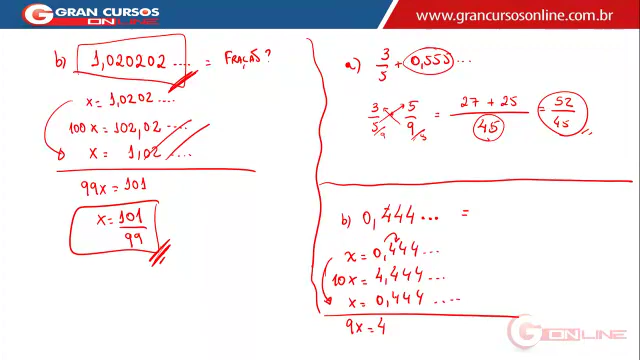 GRAN CURSOS
ONLINE
www.grancursosonline.com.br
b) 1,020202 .... = FRAÇÃO?
x = 1,0202 ....
100x = 102,02 ....
x = 1,02 ....
99x = 101
x = 101/99
a) 3/5 + 0,555 ...
3/5 5/9 = 27 + 25 / 45 = 52/45
b) 0,444 ... =
x = 0,444 ...
10x = 4,444 ...
x = 0,444 ....
9x = 4
G ONLINE